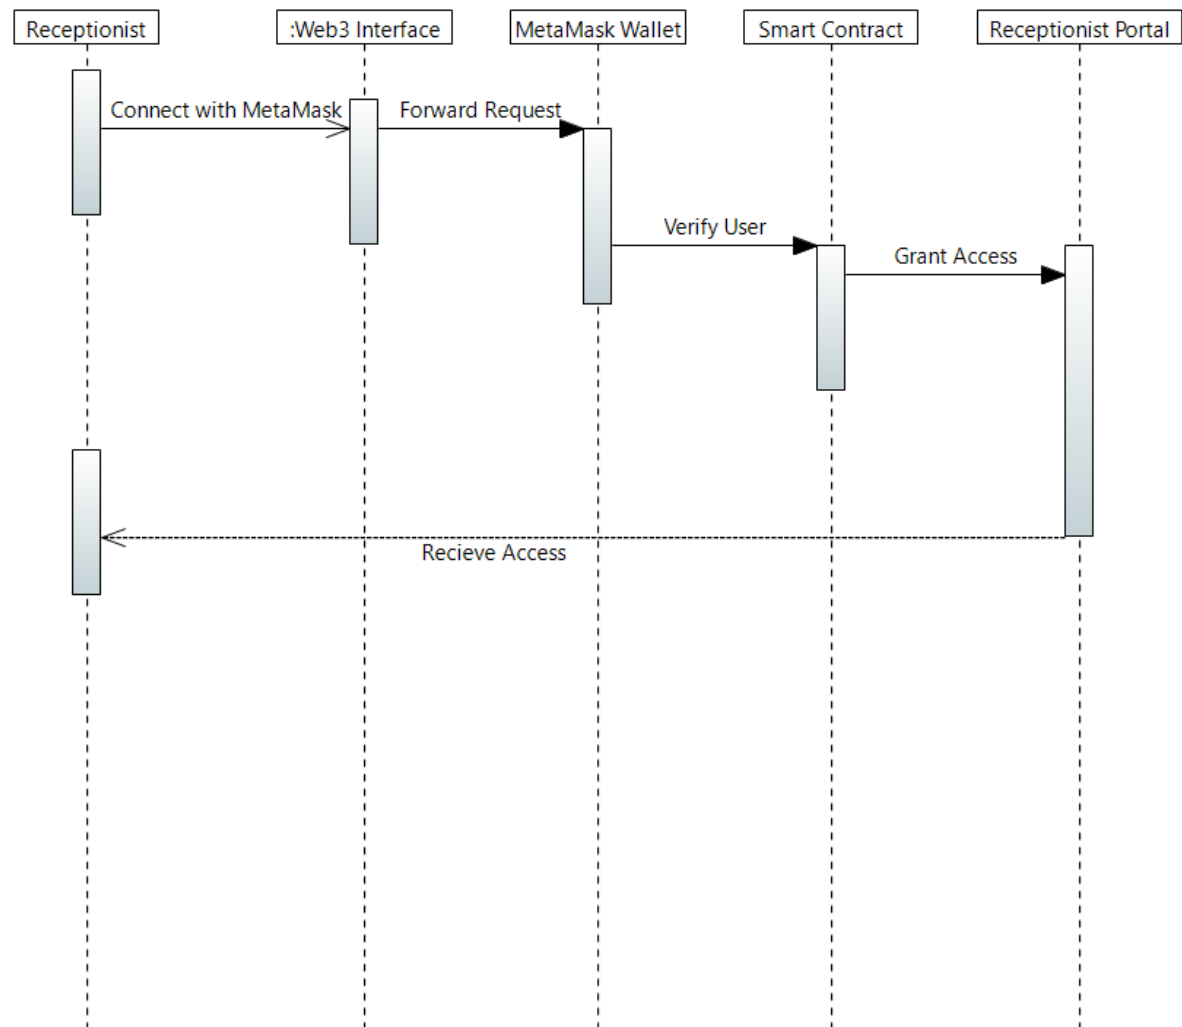 Receptionist
:Web3 Interface
MetaMask Wallet
Smart Contract
Receptionist Portal
Connect with MetaMask
Forward Request
Verify User
Grant Access
Recieve Access